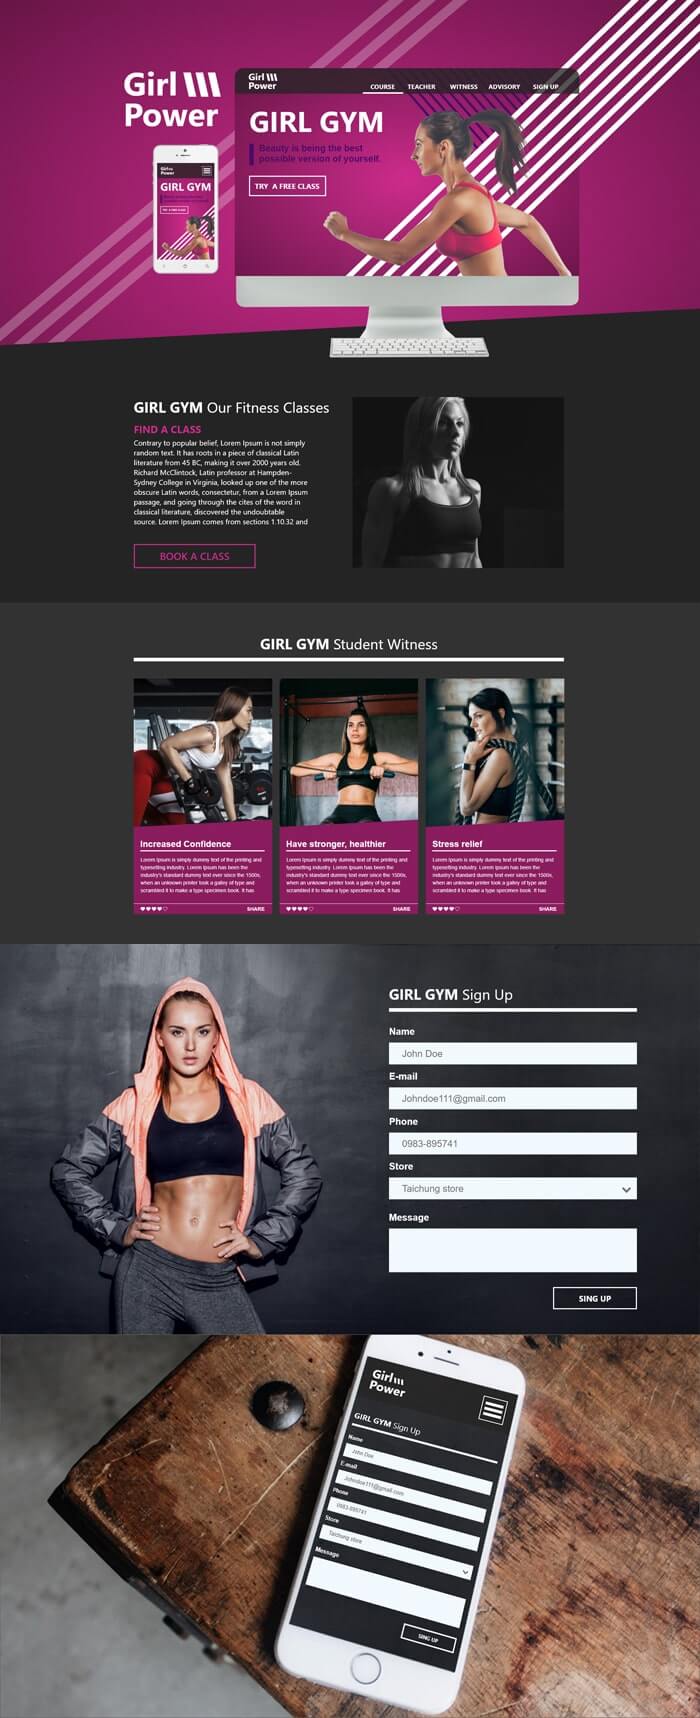 Girl
Power
Girl
Power
COURSE TEACHER WITNESS ADVISORY SIGN UP
GIRL GYM
Beauty is being the best
possible version of yourself.
TRY A FREE CLASS
Girl
Power
GIRL GYM
Beauty is being the best
possible version of yourself.
TRY A FREE CLASS
GIRL GYM Our Fitness Classes
FIND A CLASS
Contrary to popular belief, Lorem Ipsum is not simply
random text. It has roots in a piece of classical Latin
literature from 45 BC, making it over 2000 years old.
Richard McClintock, Latin professor at Hampden-
Sydney College in Virginia, looked up one of the more
obscure Latin words, consectetur, from a Lorem Ipsum
passage, and going through the cites of the word in
classical literature, discovered the undoubtable
source. Lorem Ipsum comes from sections 1.10.32 and
BOOK A CLASS
GIRL GYM Student Witness
Increased Confidence
Lorem Ipsum is simply dummy text of the printing and
typesetting industry. Lorem Ipsum has been the
industry's standard dummy text ever since the 1500s,
when an unknown printer took a galley of type and
scrambled it to make a type specimen book. It has
SHARE
Have stronger, healthier
Lorem Ipsum is simply dummy text of the printing and
typesetting industry. Lorem Ipsum has been the
industry's standard dummy text ever since the 1500s,
when an unknown printer took a galley of type and
scrambled it to make a type specimen book. It has
SHARE
Stress relief
Lorem Ipsum is simply dummy text of the printing and
typesetting industry. Lorem Ipsum has been the
industry's standard dummy text ever since the 1500s,
when an unknown printer took a galley of type and
scrambled it to make a type specimen book. It has
SHARE
GIRL GYM Sign Up
Name
John Doe
E-mail
Johndoe111@gmail.com
Phone
0983-895741
Store
Taichung store
Message
SING UP
Girl
Power
GIRL GYM Sign Up
Name
John Doe
E-mail
Johndoe111@gmail.com
Phone
0983-895741
Store
Taichung store
Message
SING UP